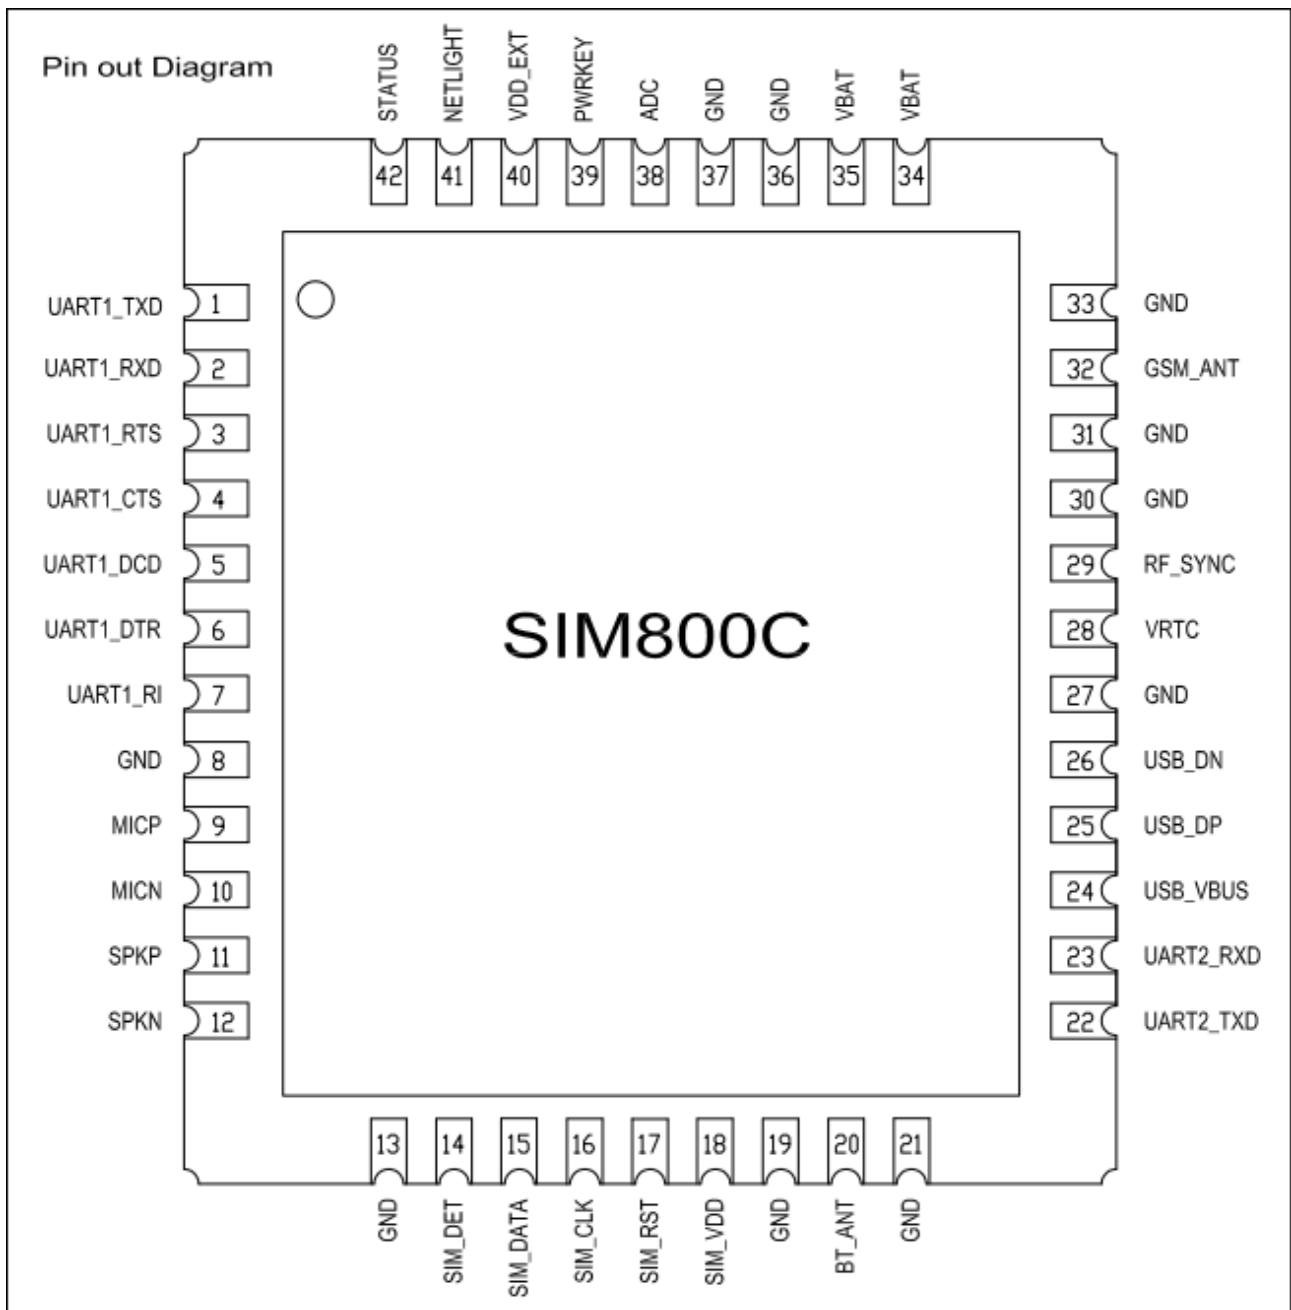 Pin out Diagram
STATUS
NETLIGHT
VDD_EXT
PWRKEY
ADC
GND
GND
VBAT
VBAT
42 41 40 39 38 37 36 35 34
UART1_TXD 1 33 GND
UART1_RXD 2 32 GSM_ANT
UART1_RTS 3 31 GND
UART1_CTS 4 30 GND
UART1_DCD 5 29 RF_SYNC
UART1_DTR 6 SIM800C 28 VRTC
UART1_RI 7 27 GND
GND 8 26 USB_DN
MICP 9 25 USB_DP
MICN 10 24 USB_VBUS
SPKP 11 23 UART2_RXD
SPKN 12 22 UART2_TXD
13 14 15 16 17 18 19 20 21
GND
SIM_DET
SIM_DATA
SIM_CLK
SIM_RST
SIM_VDD
GND
BT_ANT
GND